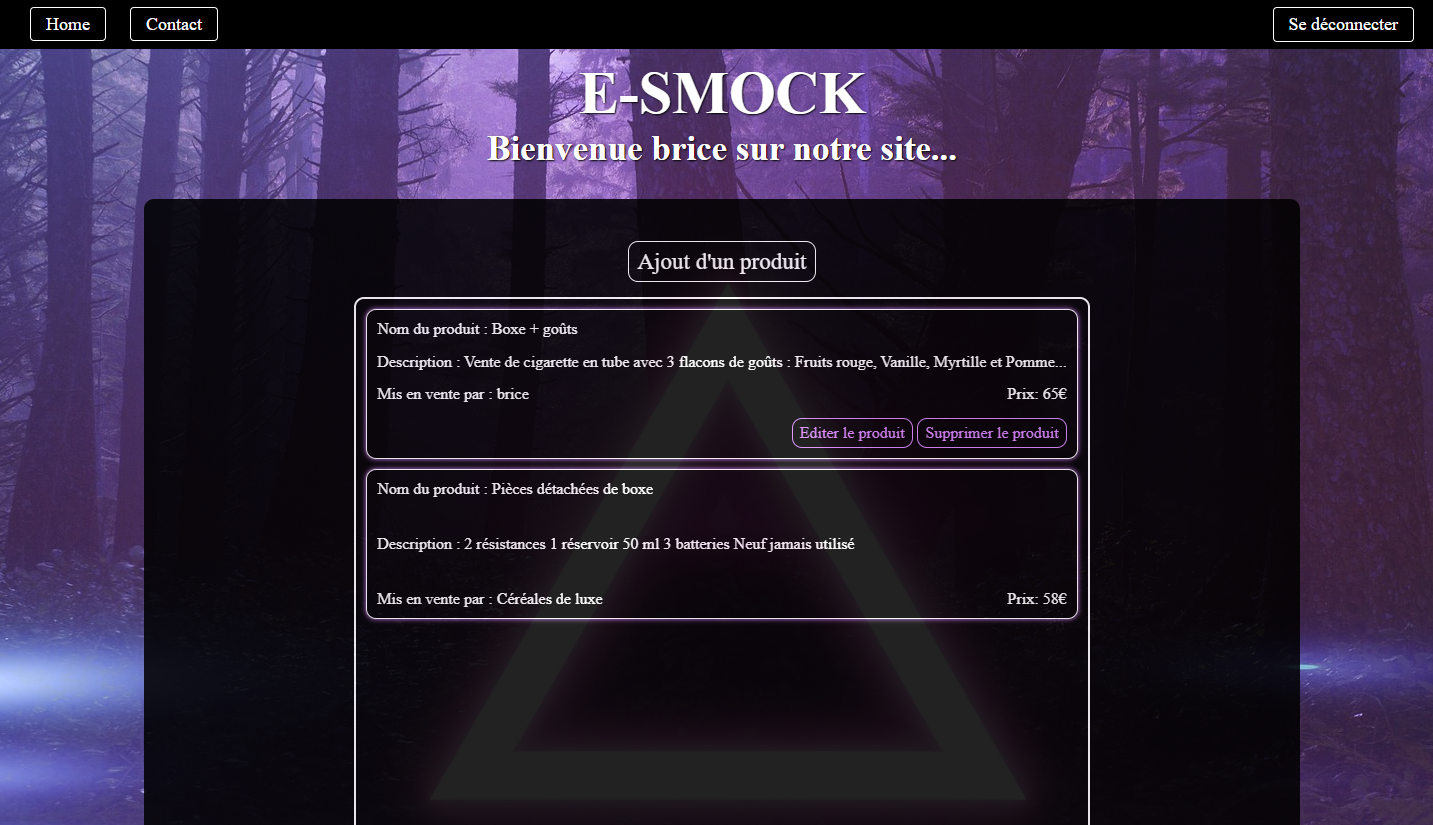 Home Contact Se déconnecter
E-SMOCK
Bienvenue brice sur notre site...
Ajout d'un produit
Nom du produit : Boxe + goûts
Description : Vente de cigarette en tube avec 3 flacons de goûts : Fruits rouge, Vanille, Myrtille et Pomme...
Mis en vente par : brice Prix: 65€
Editer le produit Supprimer le produit
Nom du produit : Pièces détachées de boxe
Description : 2 résistances 1 réservoir 50 ml 3 batteries Neuf jamais utilisé
Mis en vente par : Céréales de luxe Prix: 58€